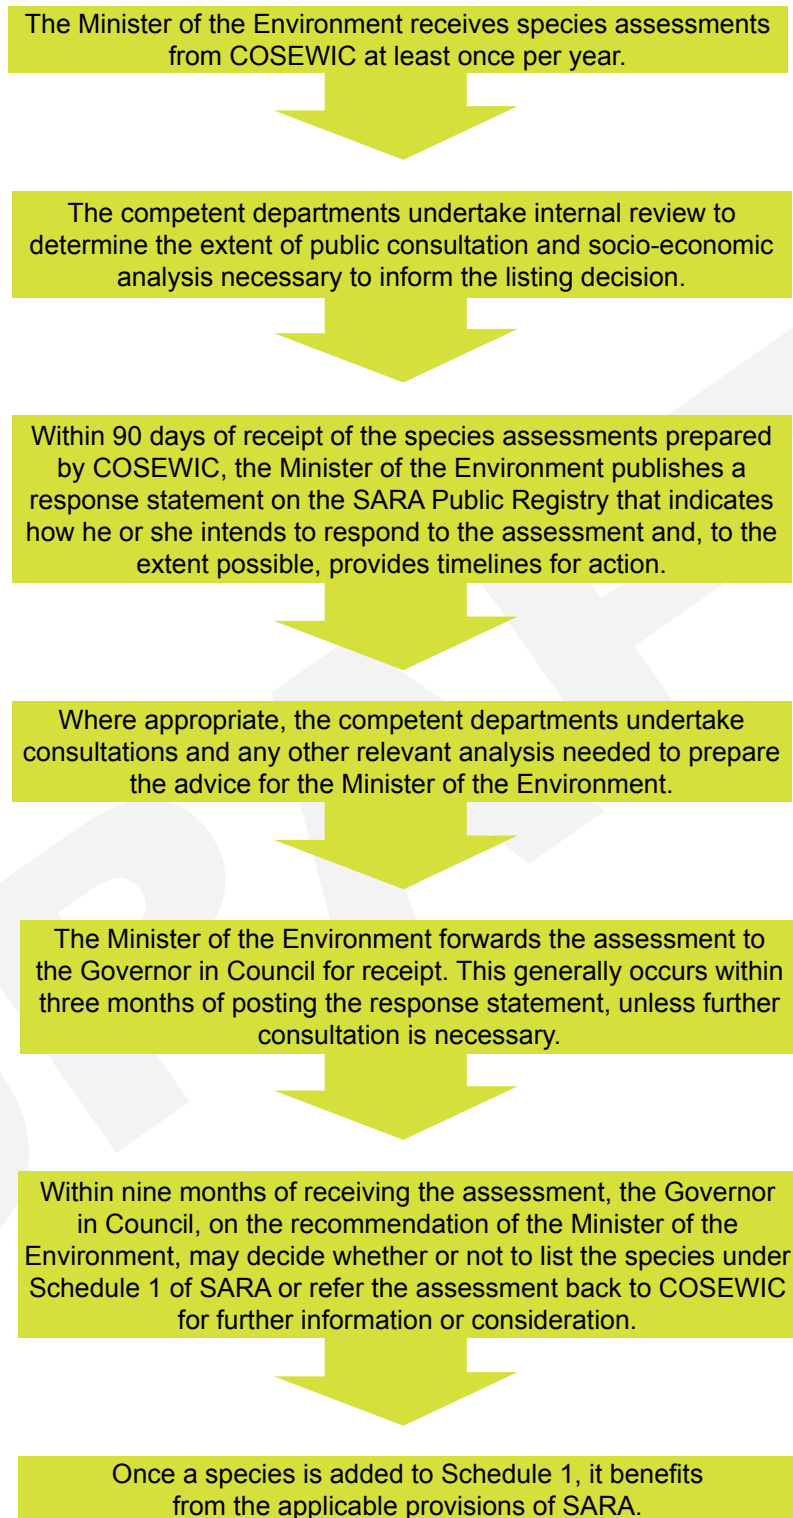 The Minister of the Environment receives species assessments
from COSEWIC at least once per year.
The competent departments undertake internal review to
determine the extent of public consultation and socio-economic
analysis necessary to inform the listing decision.
Within 90 days of receipt of the species assessments prepared
by COSEWIC, the Minister of the Environment publishes a
response statement on the SARA Public Registry that indicates
how he or she intends to respond to the assessment and, to the
extent possible, provides timelines for action.
Where appropriate, the competent departments undertake
consultations and any other relevant analysis needed to prepare
the advice for the Minister of the Environment.
The Minister of the Environment forwards the assessment to
the Governor in Council for receipt. This generally occurs within
three months of posting the response statement, unless further
consultation is necessary.
Within nine months of receiving the assessment, the Governor
in Council, on the recommendation of the Minister of the
Environment, may decide whether or not to list the species under
Schedule 1 of SARA or refer the assessment back to COSEWIC
for further information or consideration.
Once a species is added to Schedule 1, it benefits
from the applicable provisions of SARA.